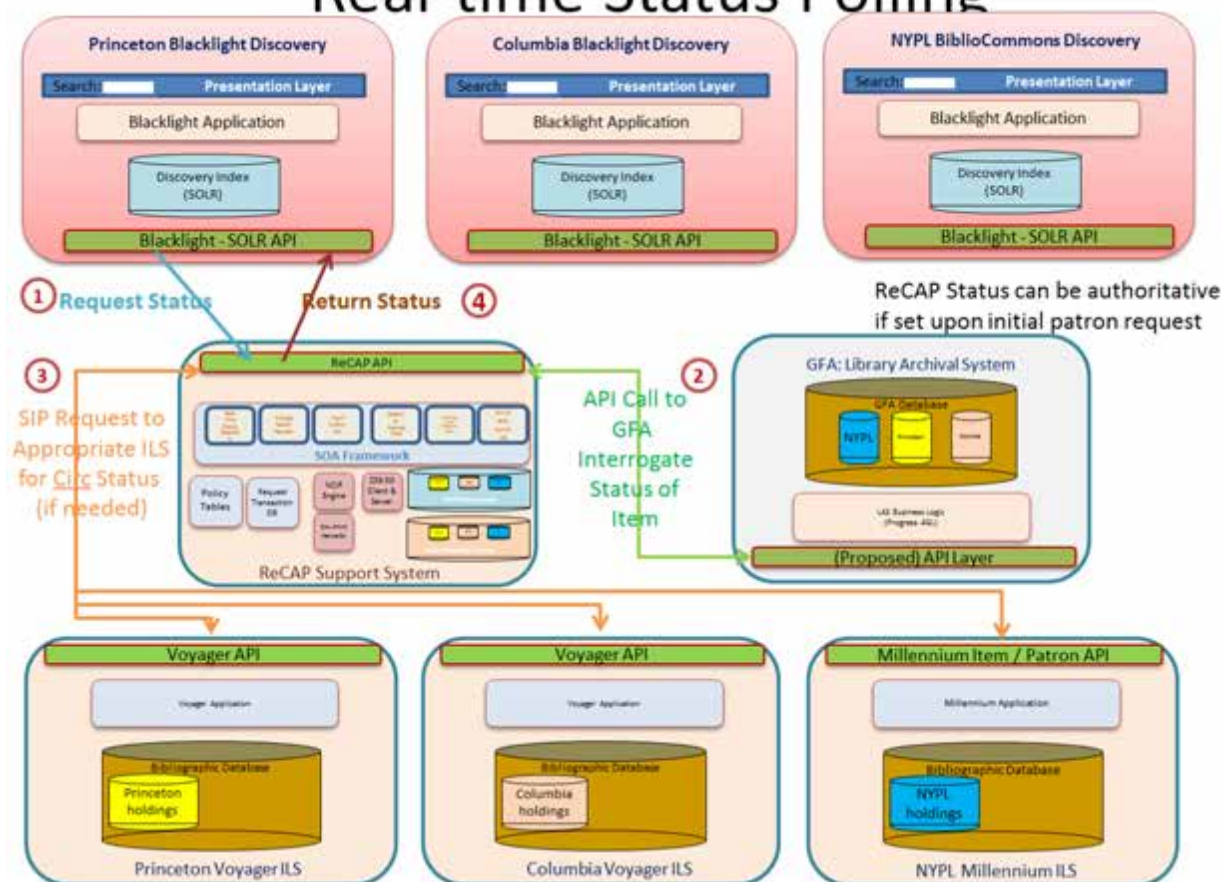 Real-time Status Polling
Princeton Blacklight Discovery
Search:
Presentation Layer
Blacklight Application
Discovery Index
(SOLR)
Blacklight - SOLR API
Columbia Blacklight Discovery
Search:
Presentation Layer
Blacklight Application
Discovery Index
(SOLR)
Blacklight - SOLR API
NYPL BiblioCommons Discovery
Search:
Presentation Layer
Blacklight Application
Discovery Index
(SOLR)
Blacklight - SOLR API
1 Request Status
Return Status 4
ReCAP Status can be authoritative
if set upon initial patron request
3
SIP Request to
Appropriate ILS
for Circ Status
(if needed)
ReCAP API
SOA Framework
Policy
Tables
Request
Transaction
DB
NCIP
Engine
Client &
Server
ReCAP Support System
2
API Call to
GFA
Interrogate
Status of
Item
GFA: Library Archival System
GFA Database
NYPL
LAS Business Logic
(Progress 4GL)
(Proposed) API Layer
Voyager API
Voyager Application
Bibliographic Database
Princeton
holdings
Princeton Voyager ILS
Voyager API
Voyager Application
Bibliographic Database
Columbia
holdings
Columbia Voyager ILS
Millennium Item / Patron API
Millennium Application
Bibliographic Database
NYPL
holdings
NYPL Millennium ILS